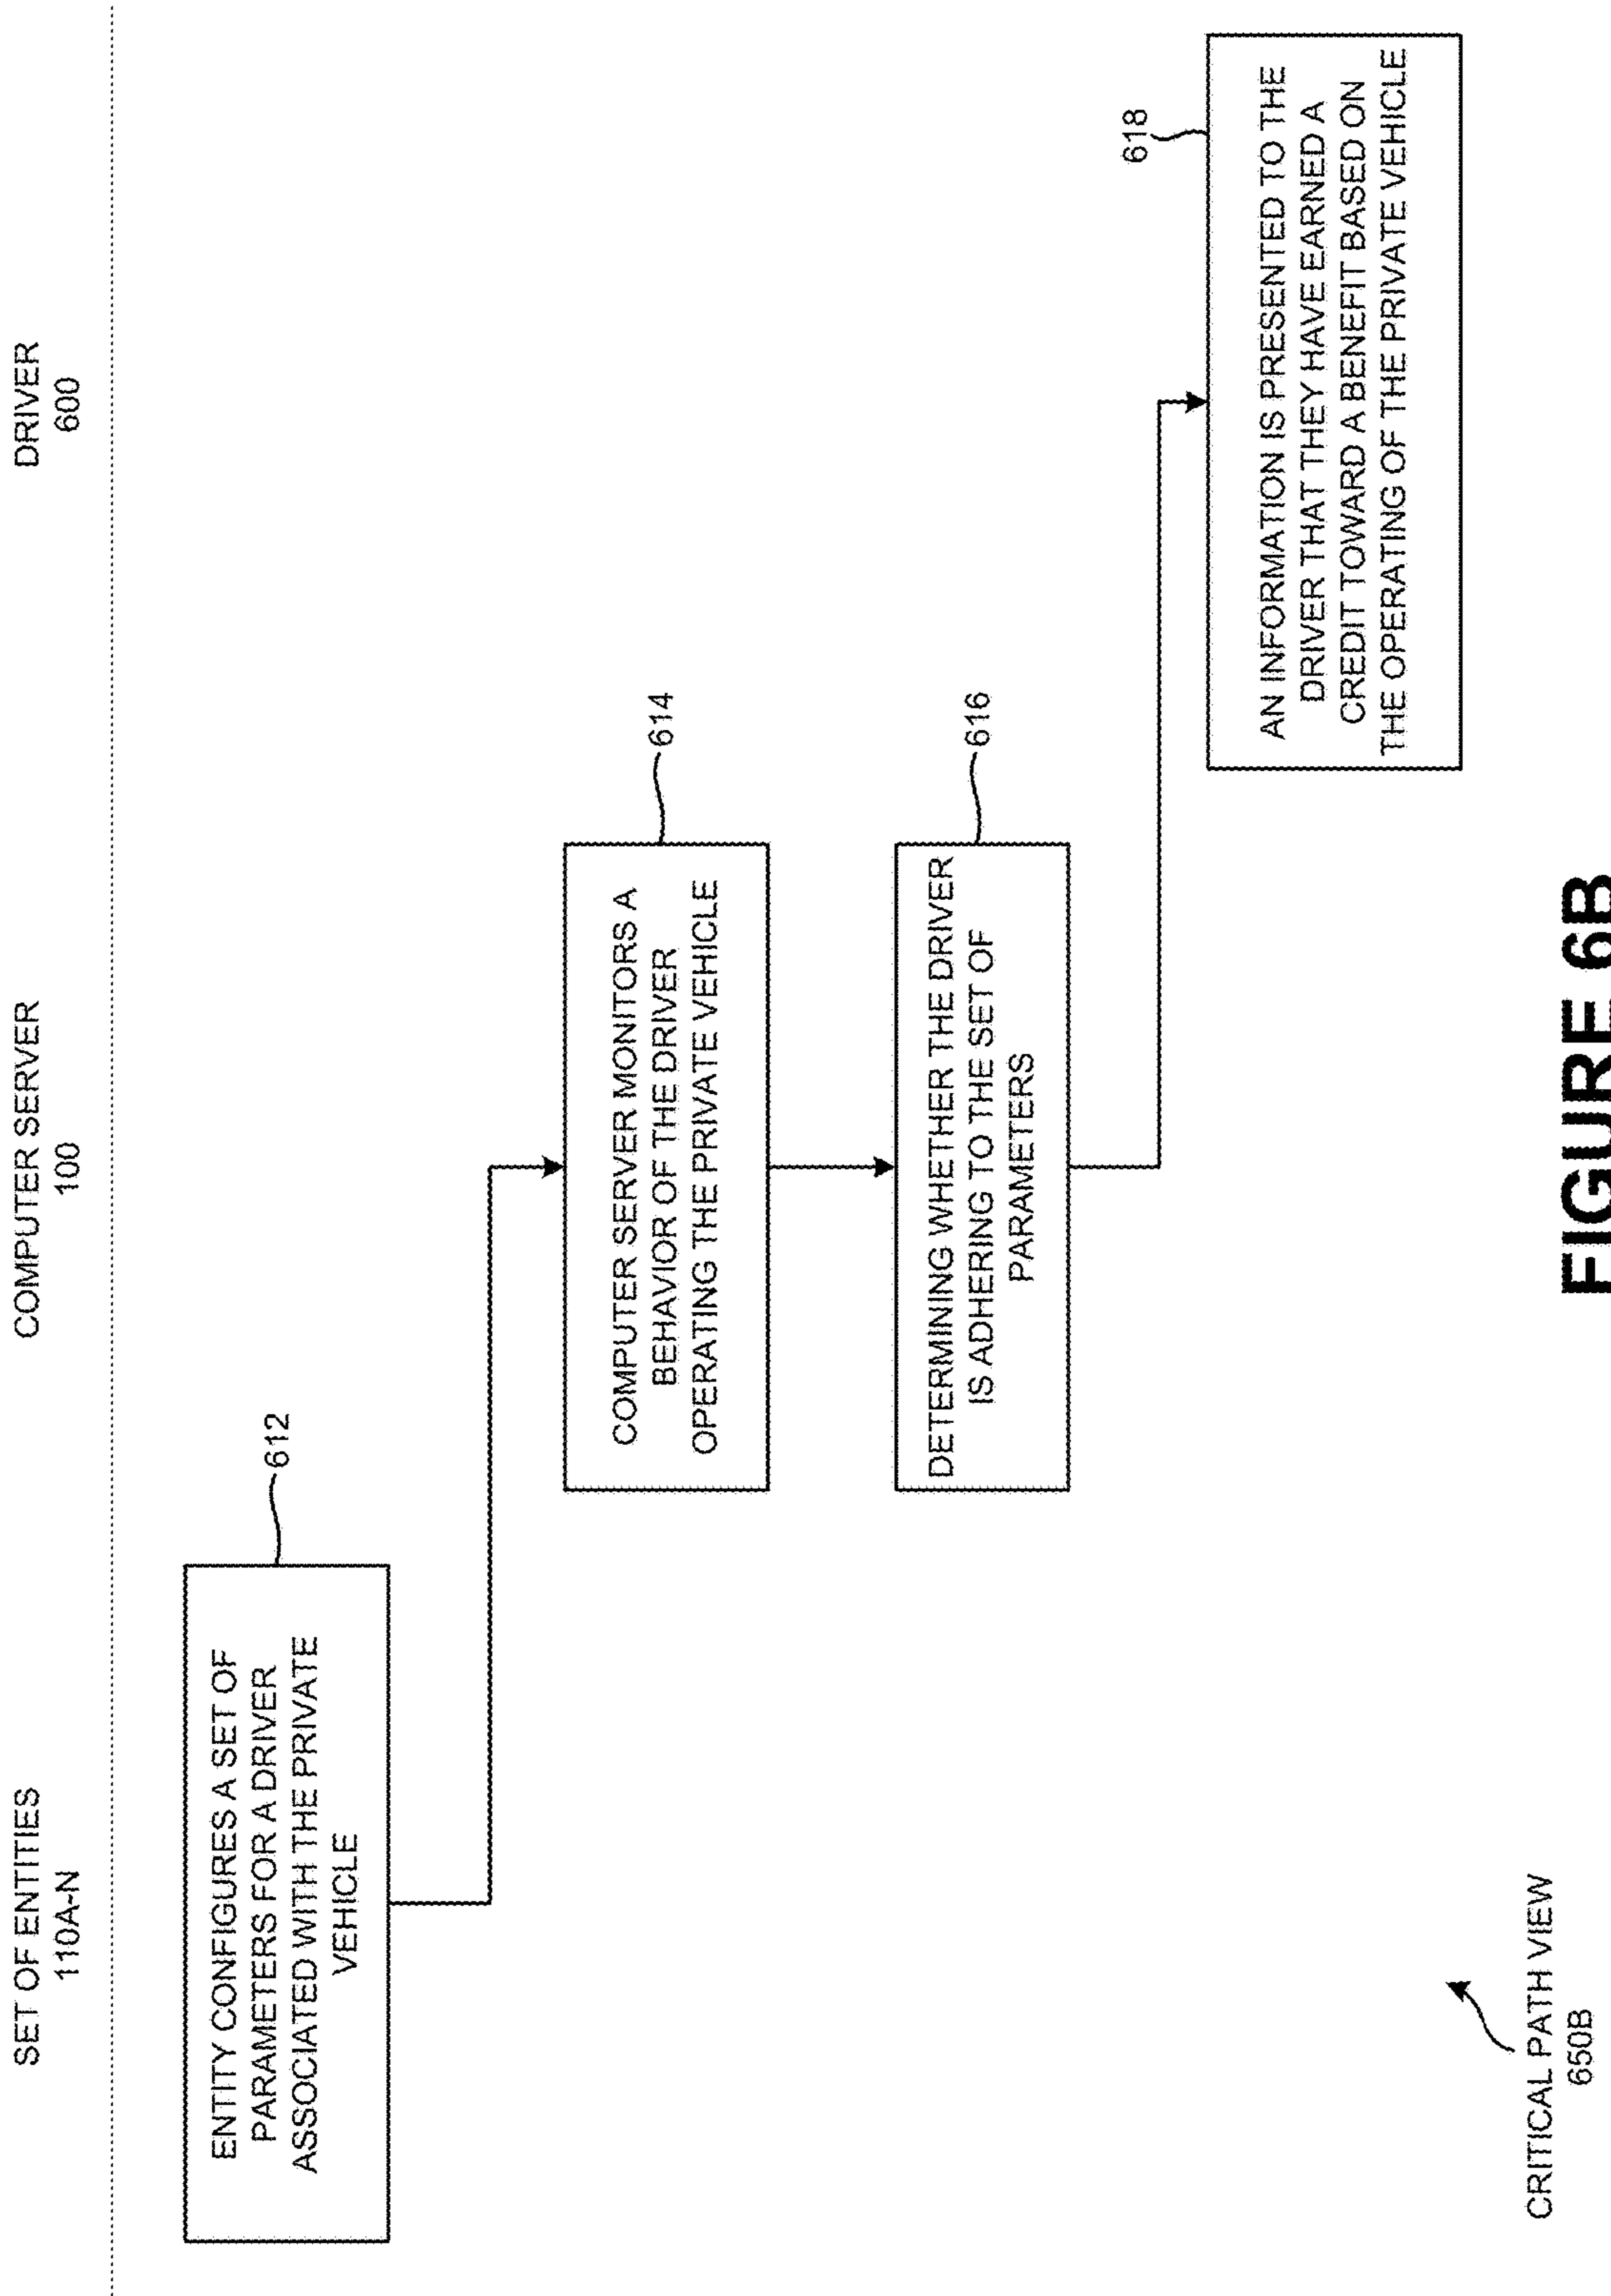 SET OF ENTITIES
110A-N
COMPUTER SERVER
100
DRIVER
600
612
ENTITY CONFIGURES A SET OF
PARAMETERS FOR A DRIVER
ASSOCIATED WITH THE PRIVATE
VEHICLE
614
COMPUTER SERVER MONITORS A
BEHAVIOR OF THE DRIVER
OPERATING THE PRIVATE VEHICLE
616
DETERMINING WHETHER THE DRIVER
IS ADHERING TO THE SET OF
PARAMETERS
618
AN INFORMATION IS PRESENTED TO THE
DRIVER THAT THEY HAVE EARNED A
CREDIT TOWARD A BENEFIT BASED ON
THE OPERATING OF THE PRIVATE VEHICLE
CRITICAL PATH VIEW
650B
FIGURE 6B